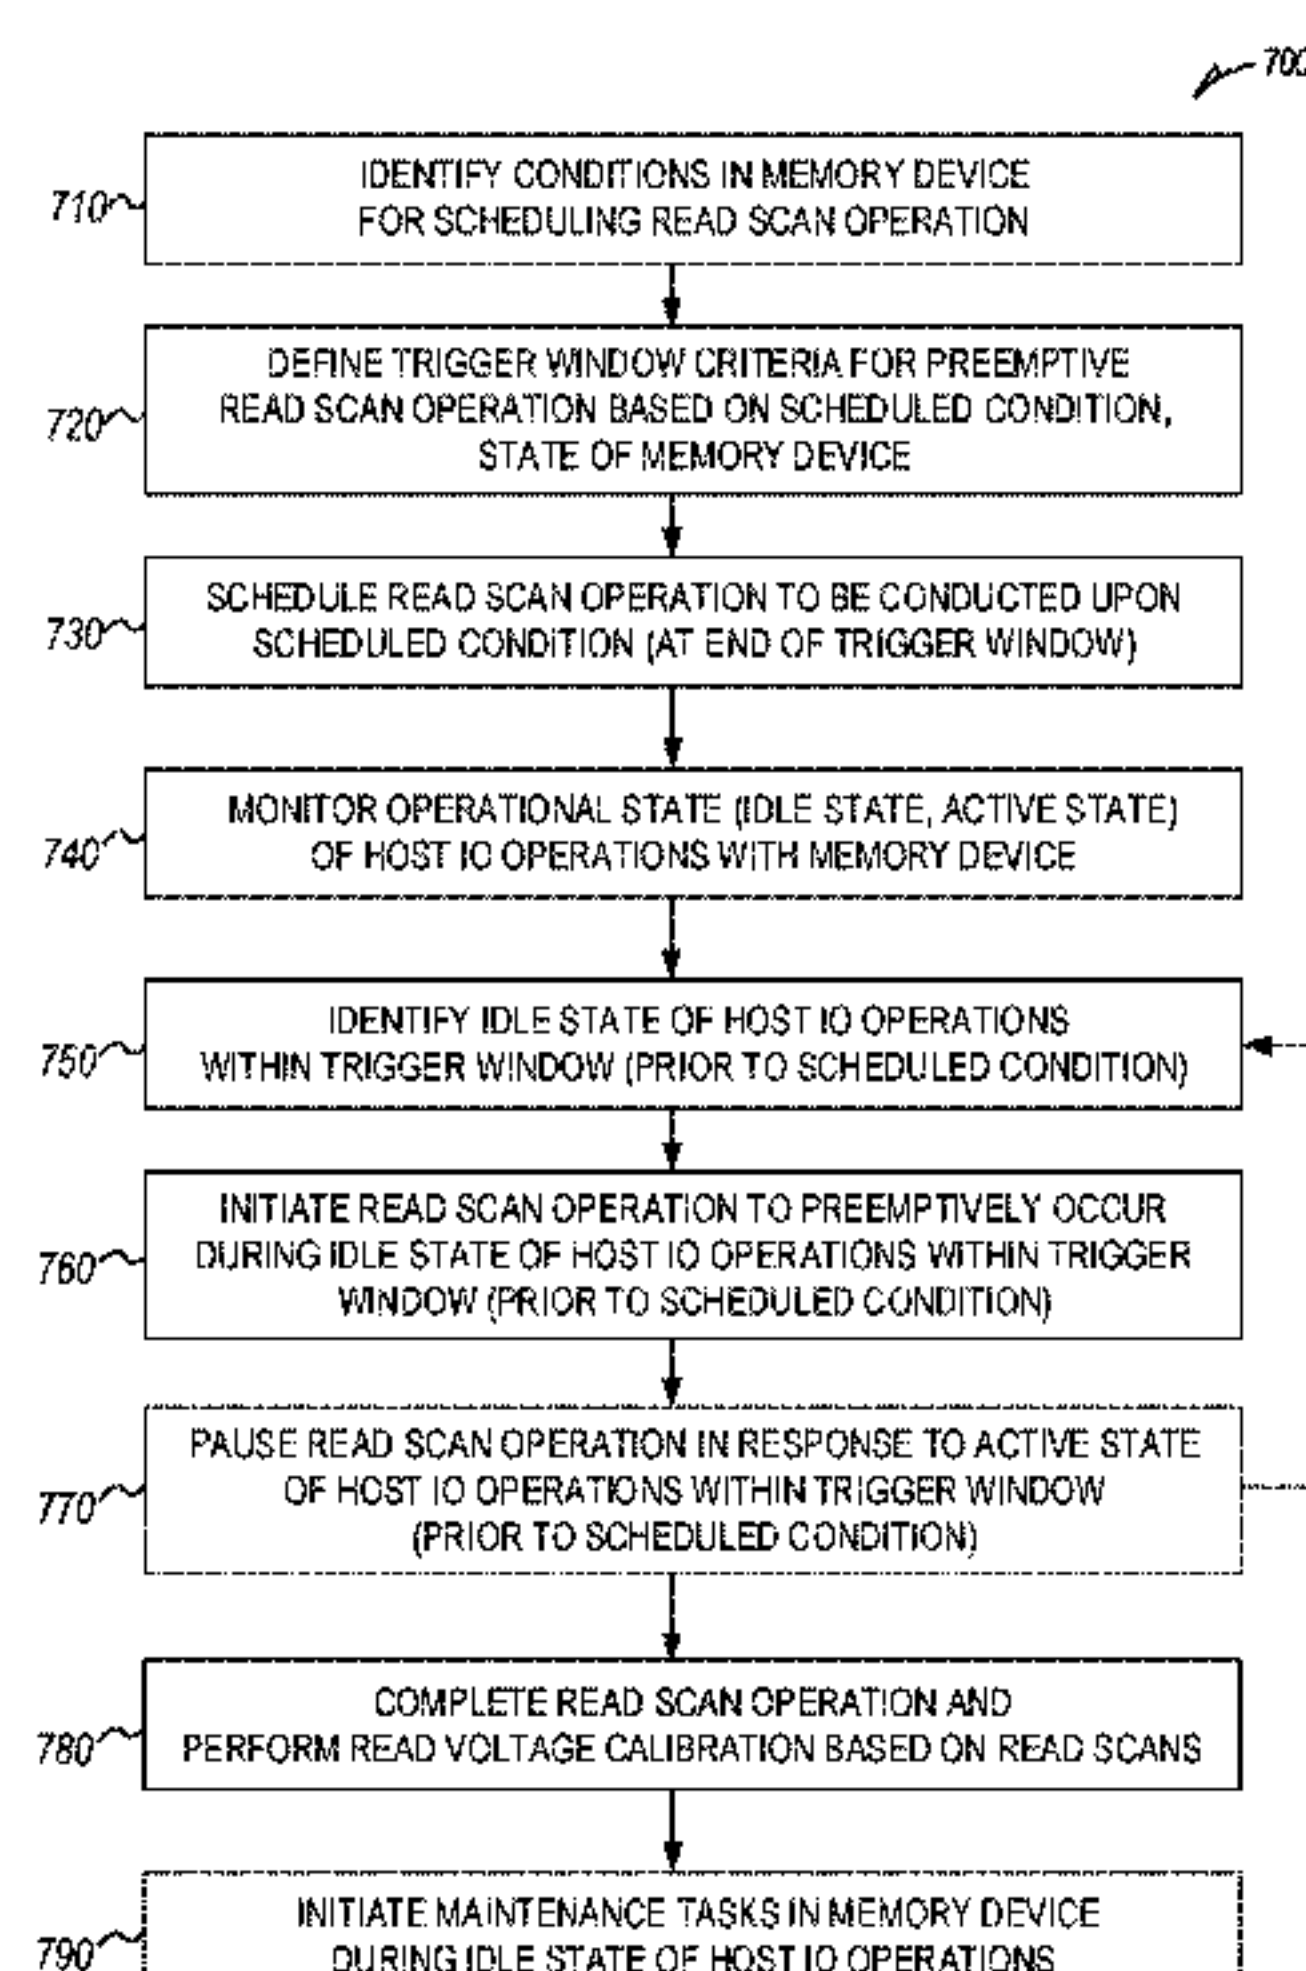 700
710
IDENTIFY CONDITIONS IN MEMORY DEVICE
FOR SCHEDULING READ SCAN OPERATION
720
DEFINE TRIGGER WINDOW CRITERIA FOR PREEMPTIVE
READ SCAN OPERATION BASED ON SCHEDULED CONDITION,
STATE OF MEMORY DEVICE
730
SCHEDULE READ SCAN OPERATION TO BE CONDUCTED UPON
SCHEDULED CONDITION (AT END OF TRIGGER WINDOW)
740
MONITOR OPERATIONAL STATE (IDLE STATE, ACTIVE STATE)
OF HOST IO OPERATIONS WITH MEMORY DEVICE
750
IDENTIFY IDLE STATE OF HOST IO OPERATIONS
WITHIN TRIGGER WINDOW (PRIOR TO SCHEDULED CONDITION)
760
INITIATE READ SCAN OPERATION TO PREEMPTIVELY OCCUR
DURING IDLE STATE OF HOST IO OPERATIONS WITHIN TRIGGER
WINDOW (PRIOR TO SCHEDULED CONDITION)
770
PAUSE READ SCAN OPERATION IN RESPONSE TO ACTIVE STATE
OF HOST IO OPERATIONS WITHIN TRIGGER WINDOW
(PRIOR TO SCHEDULED CONDITION)
780
COMPLETE READ SCAN OPERATION AND
PERFORM READ VOLTAGE CALIBRATION BASED ON READ SCANS
790
INITIATE MAINTENANCE TASKS IN MEMORY DEVICE
DURING IDLE STATE OF HOST IO OPERATIONS